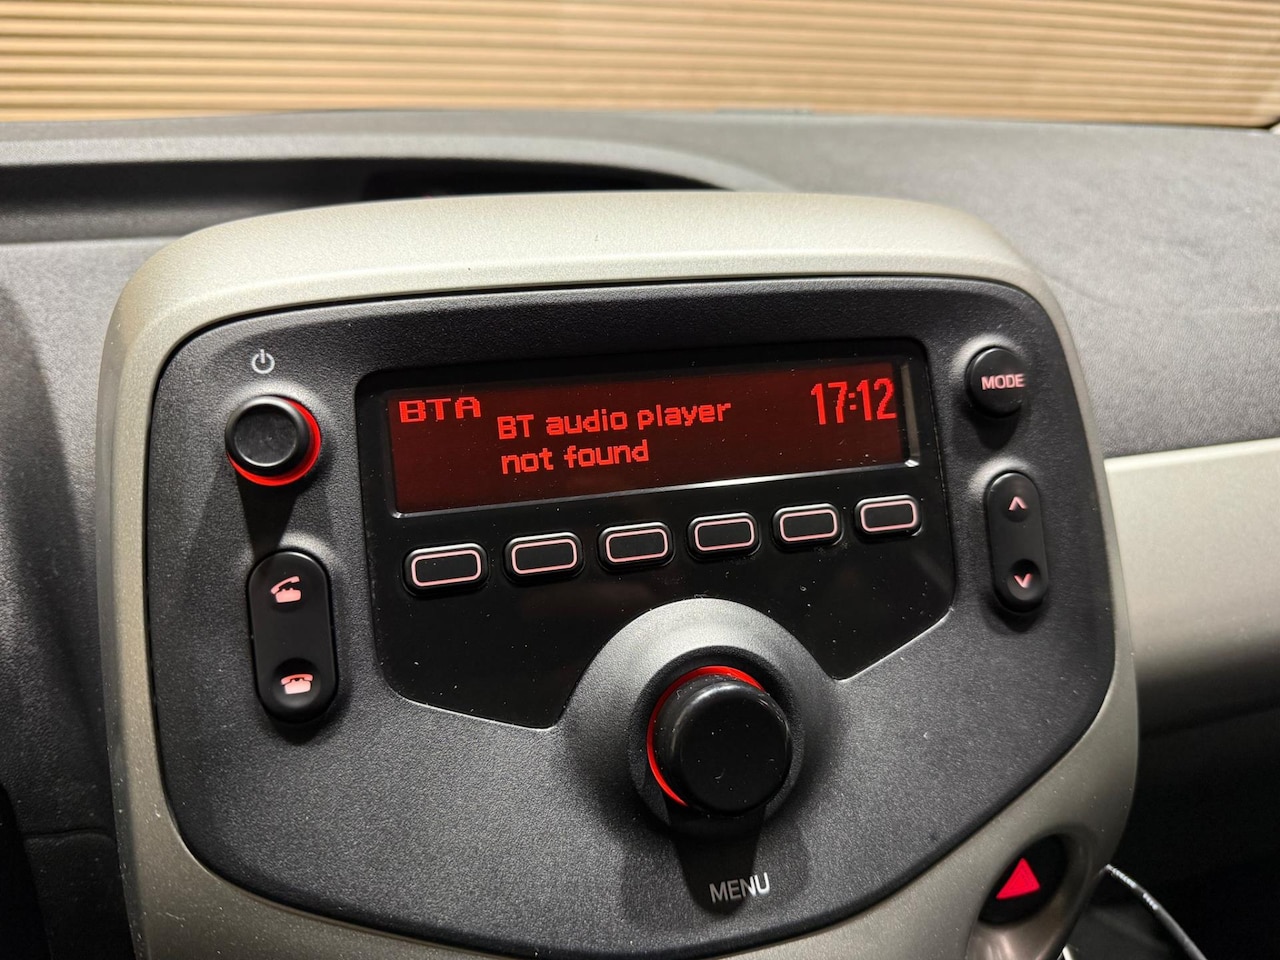 BTA
BT audio player
not found
17:12
MODE
MENU